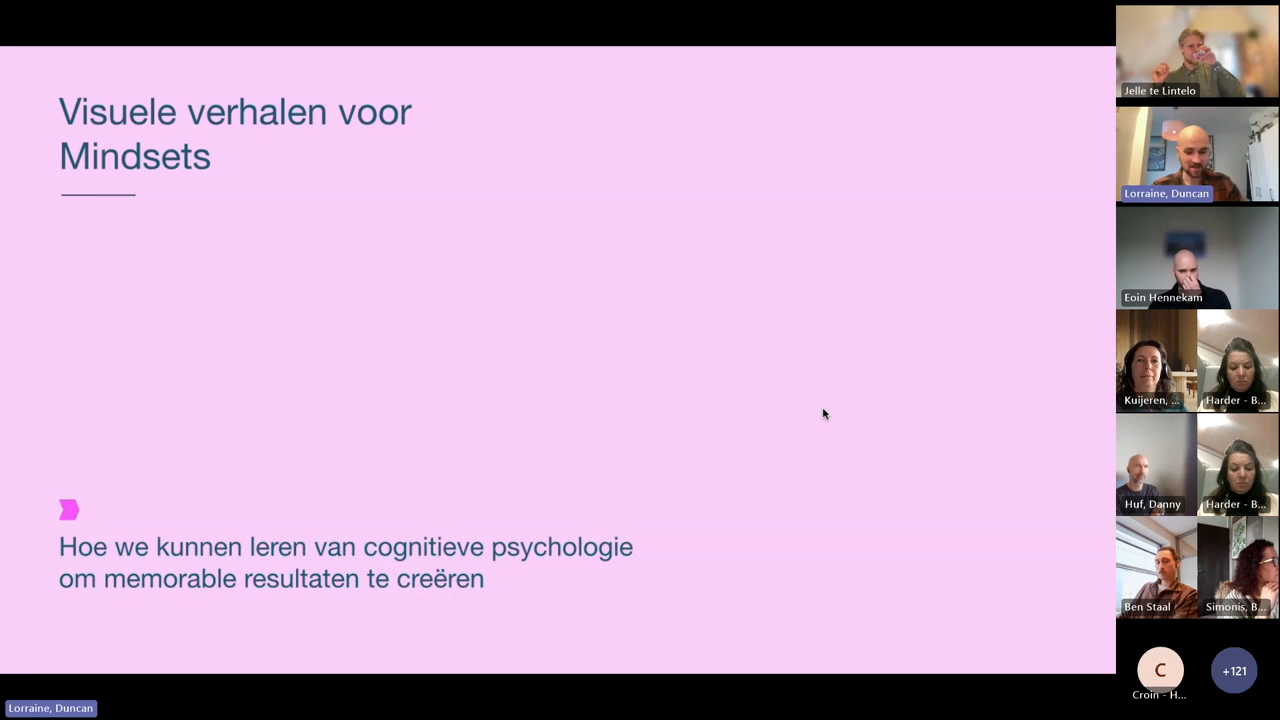 Visuele verhalen voor
Mindsets
Hoe we kunnen leren van cognitieve psychologie
om memorable resultaten te creëren
Lorraine, Duncan
Jelle te Lintelo
Lorraine, Duncan
Eoin Hennekam
Kuijeren, ...
Harder - B...
Huf, Danny
Harder - B...
Ben Staal
Simonis, B...
C
Croin - H...
+121